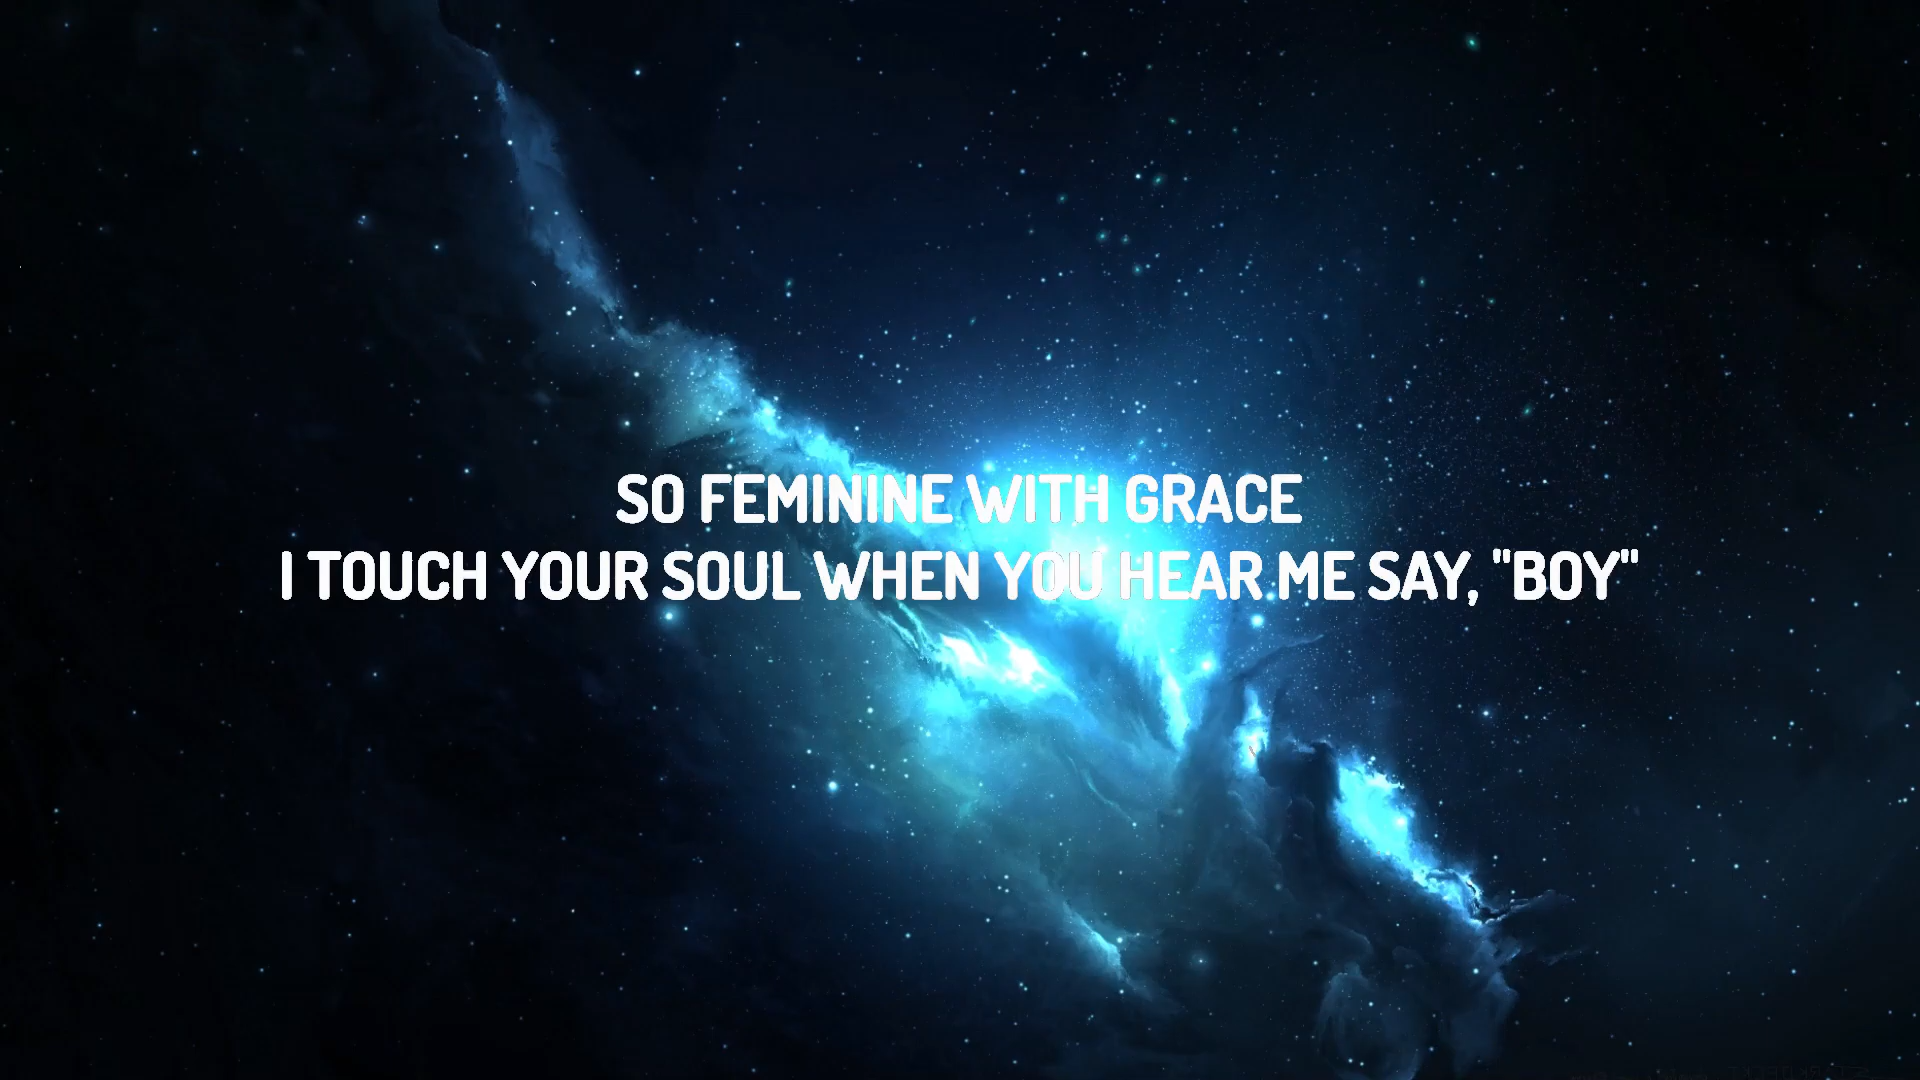 SO FEMININE WITH GRACE
I TOUCH YOUR SOUL WHEN YOU HEAR ME SAY, "BOY"